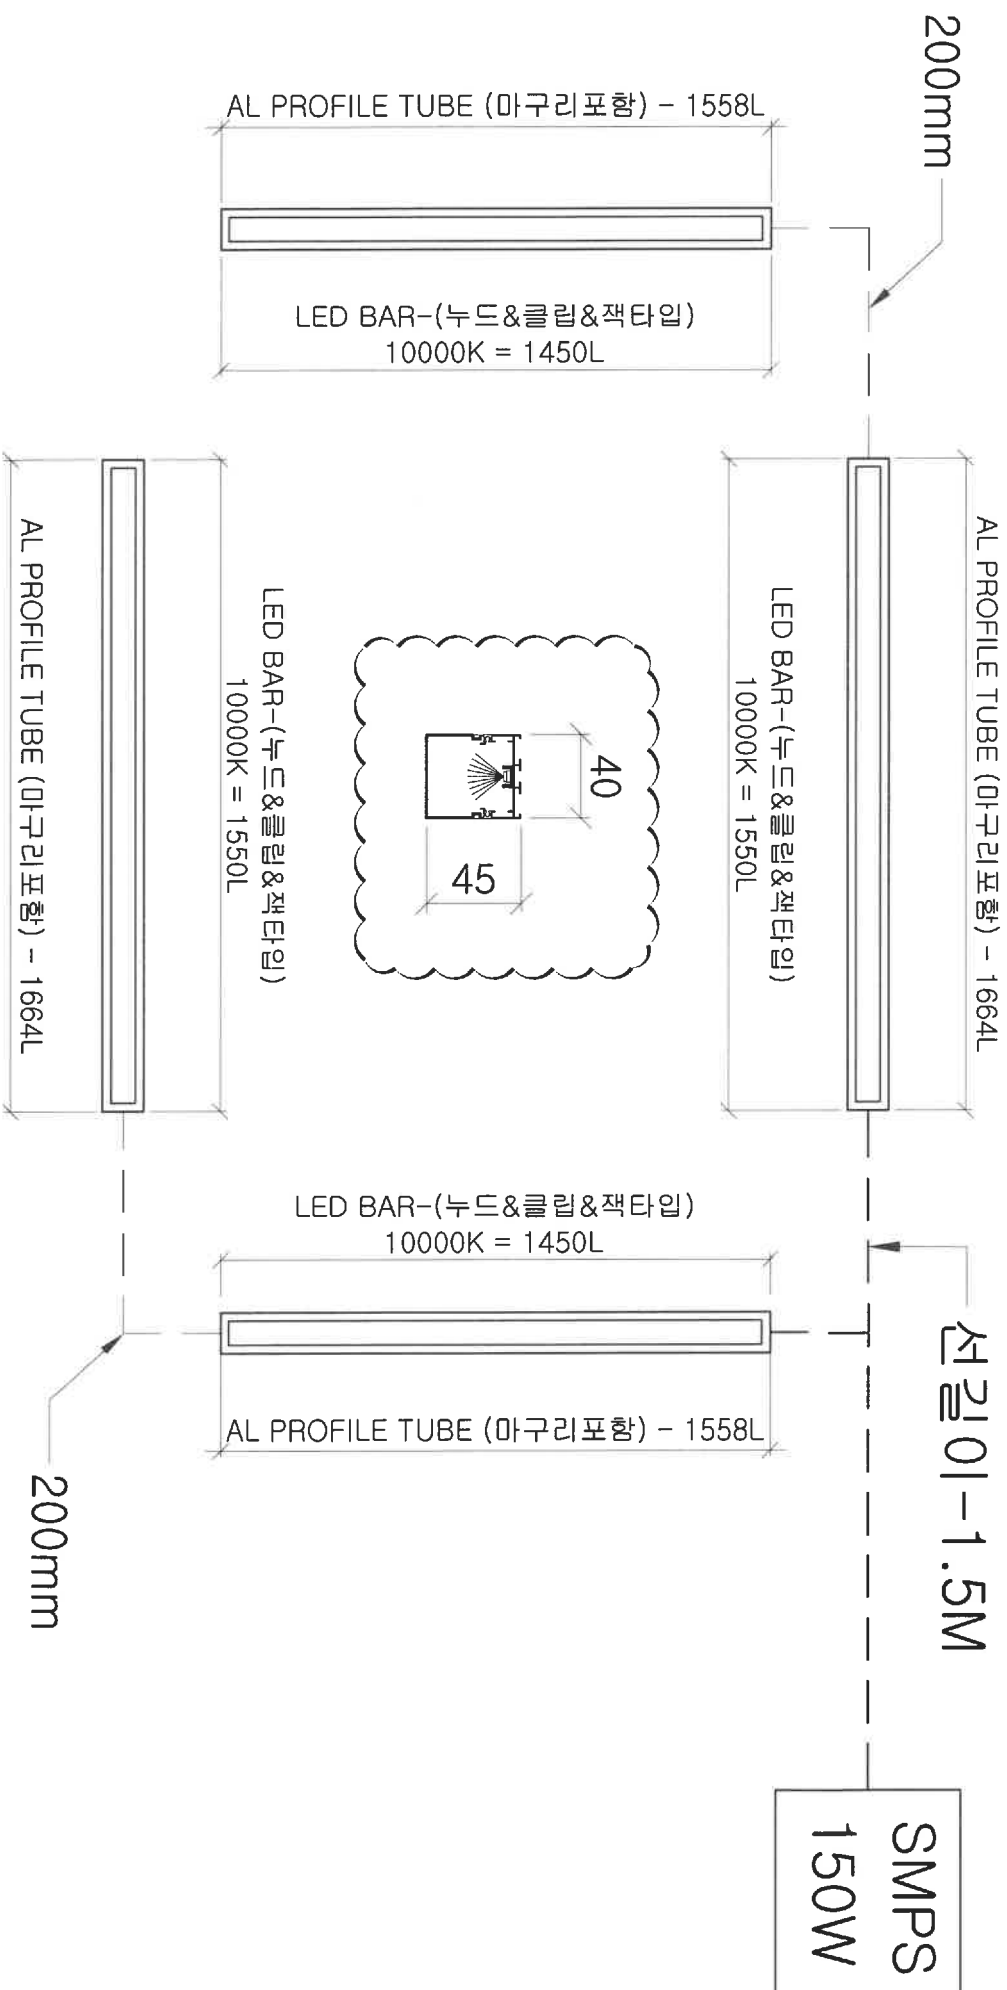 200mm
AL PROFILE TUBE (마구리포함) - 1558L
LED BAR-(누드&클립&잭타입)
10000K = 1450L
AL PROFILE TUBE (마구리포함) - 1664L
LED BAR-(누드&클립&잭타입)
10000K = 1550L
40
45
LED BAR-(누드&클립&잭타입)
10000K = 1550L
AL PROFILE TUBE (마구리포함) - 1664L
LED BAR-(누드&클립&잭타입)
10000K = 1450L
AL PROFILE TUBE (마구리포함) - 1558L
선길이-1.5M
200mm
SMPS
150W